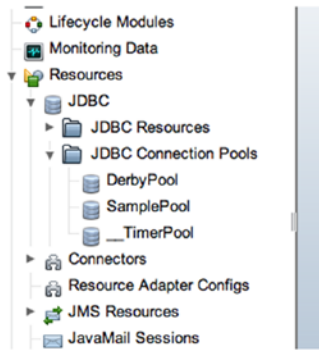 Lifecycle Modules
Monitoring Data
Resources
JDBC
JDBC Resources
JDBC Connection Pools
DerbyPool
SamplePool
__TimerPool
Connectors
Resource Adapter Configs
JMS Resources
JavaMail Sessions